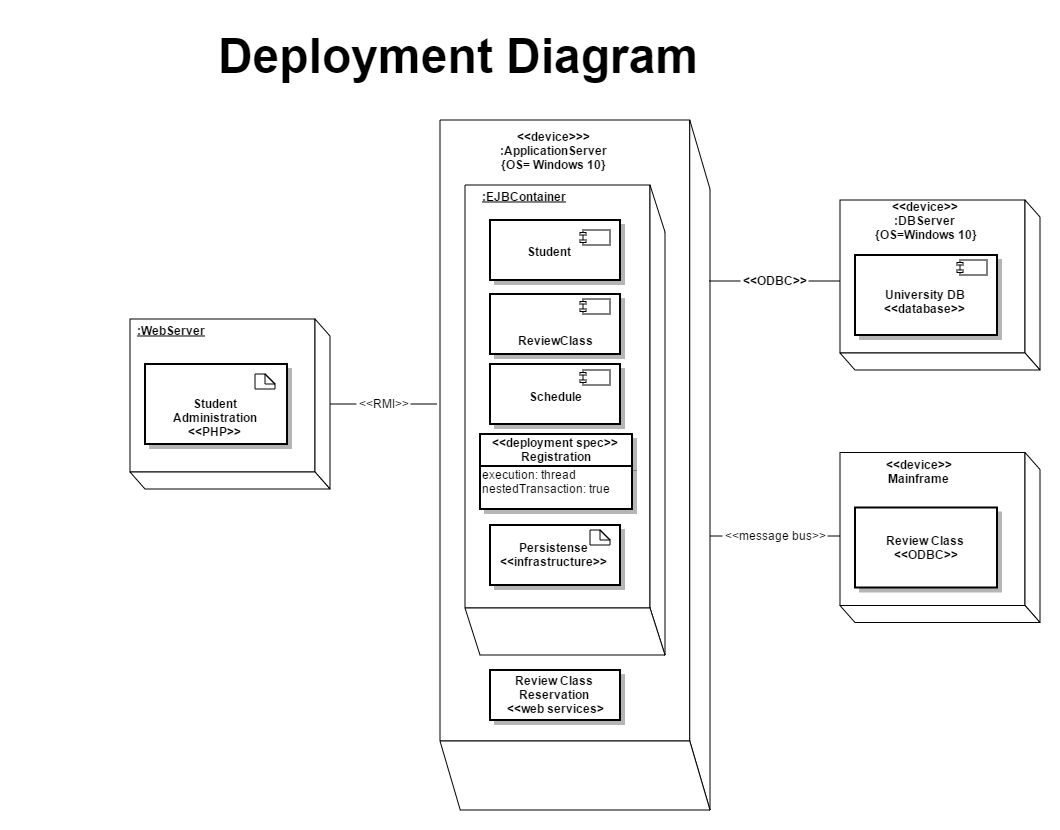 Deployment Diagram
<<device>>>
:ApplicationServer
{OS= Windows 10}
:EJBContainer
Student
ReviewClass
Schedule
<<deployment spec>>
Registration
execution: thread
nestedTransaction: true
Persistense
<<infrastructure>>
Review Class
Reservation
<<web services>
:WebServer
Student
Administration
<<PHP>>
<<RMI>>
<<ODBC>>
<<device>>
:DBServer
{OS=Windows 10}
University DB
<<database>>
<<message bus>>
<<device>>
Mainframe
Review Class
<<ODBC>>